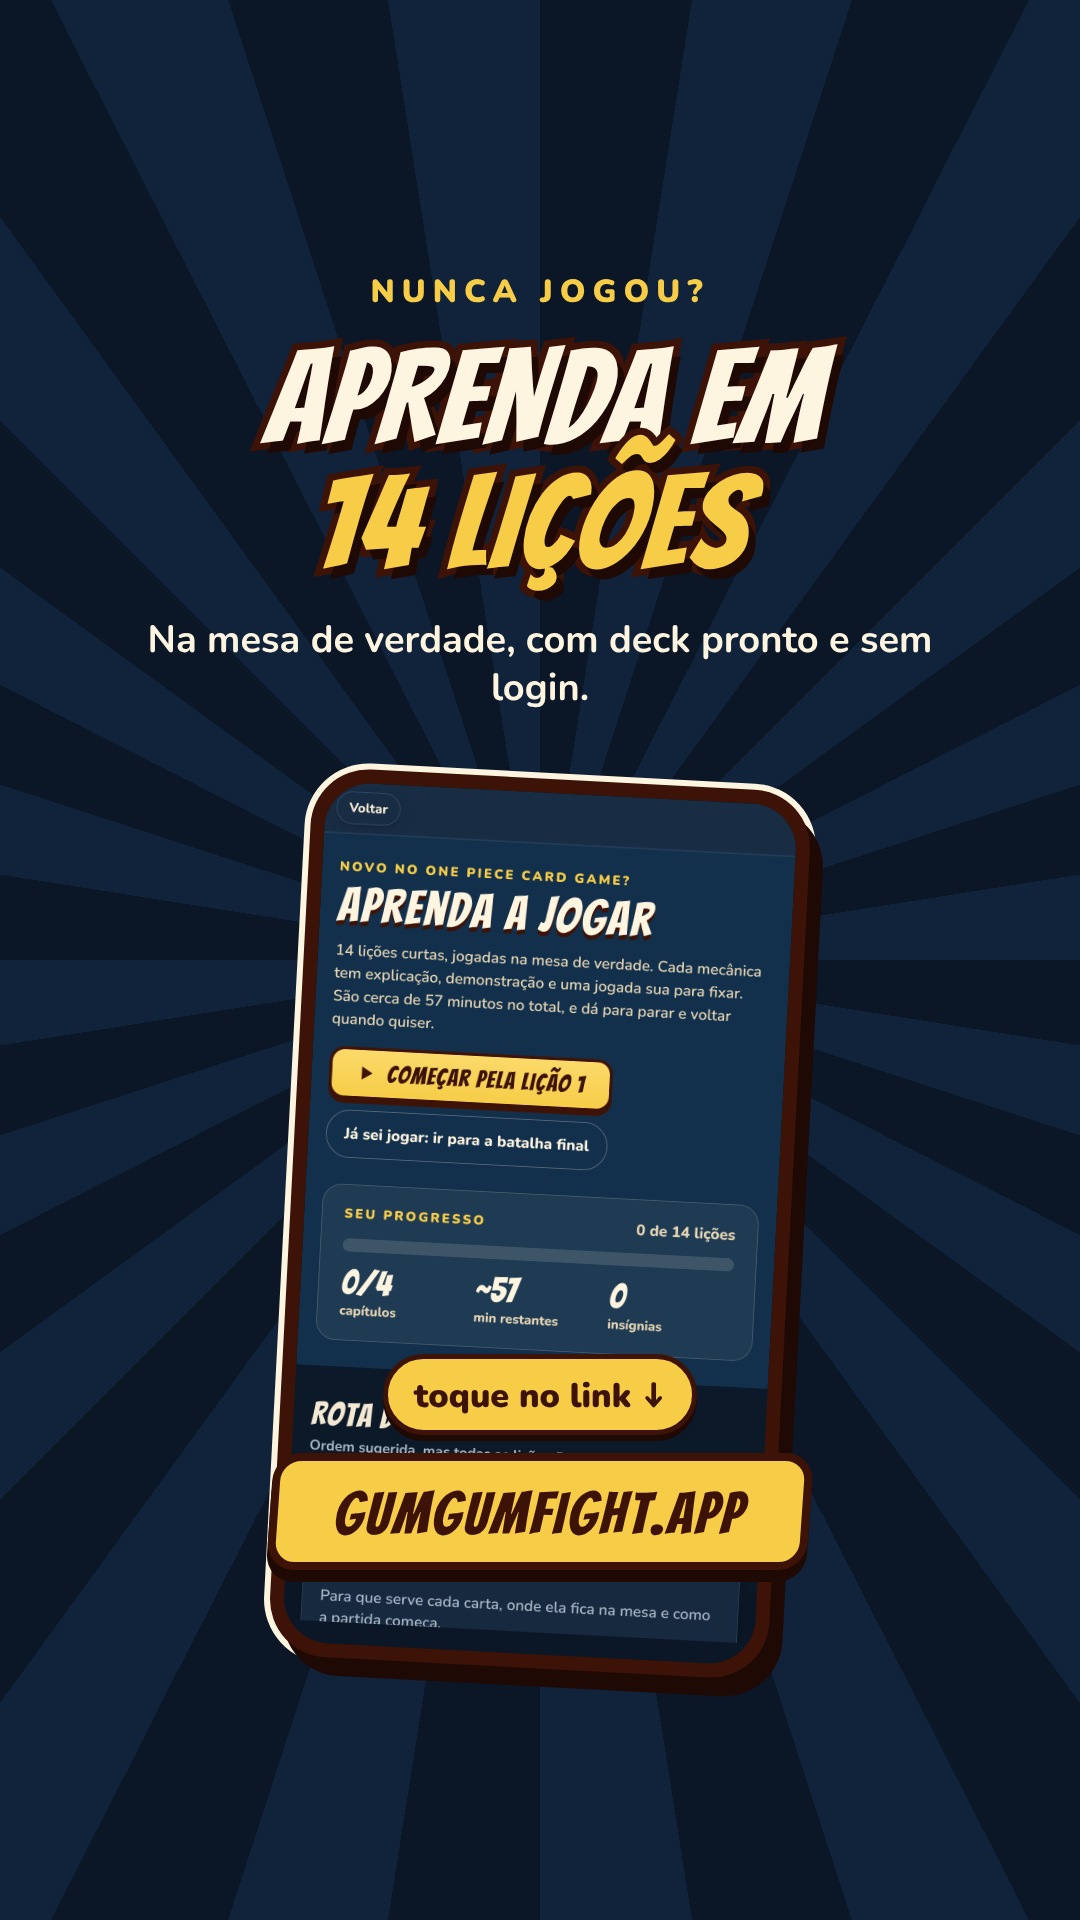 NUNCA JOGOU?
APRENDA EM
14 LIÇÕES
Na mesa de verdade, com deck pronto e sem
login.
Voltar
NOVO NO ONE PIECE CARD GAME?
APRENDA A JOGAR
14 lições curtas, jogadas na mesa de verdade. Cada mecânica
tem explicação, demonstração e uma jogada sua para fixar.
São cerca de 57 minutos no total, e dá para parar e voltar
quando quiser.
COMEÇAR PELA LIÇÃO 1
Já sei jogar: ir para a batalha final
SEU PROGRESSO
0 de 14 lições
0/4
capítulos
~57
min restantes
0
insígnias
toque no link ↓
ROTA
Ordem sugerida, mas
GUMGUMFIGHT.APP
Para que serve cada carta, onde ela fica na mesa e como
a partida começa.